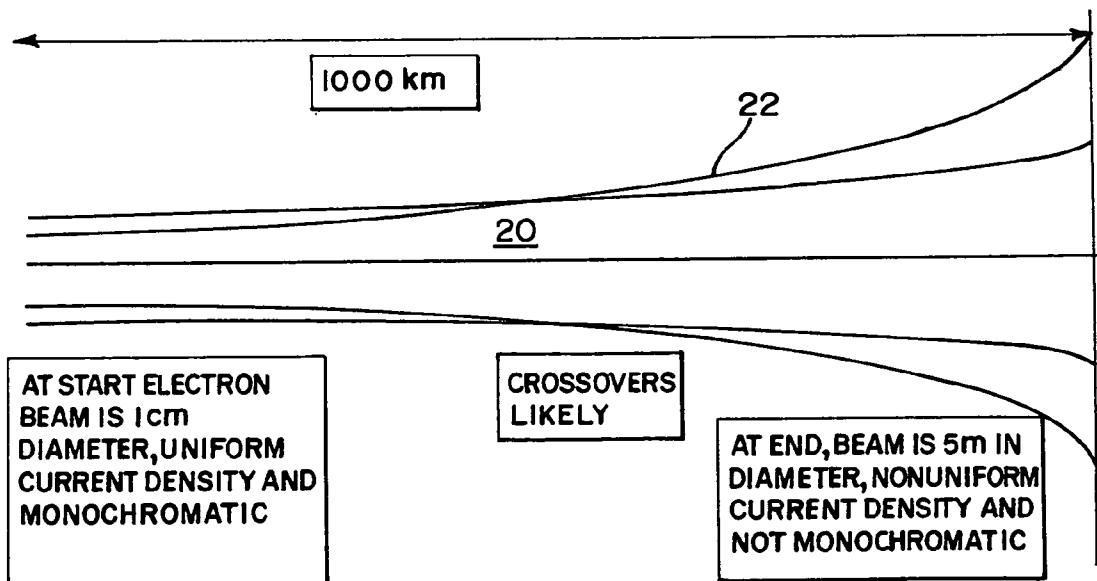 1000 km
22
20
AT START ELECTRON
BEAM IS 1cm
DIAMETER, UNIFORM
CURRENT DENSITY AND
MONOCHROMATIC
CROSSOVERS
LIKELY
AT END, BEAM IS 5m IN
DIAMETER, NONUNIFORM
CURRENT DENSITY AND
NOT MONOCHROMATIC